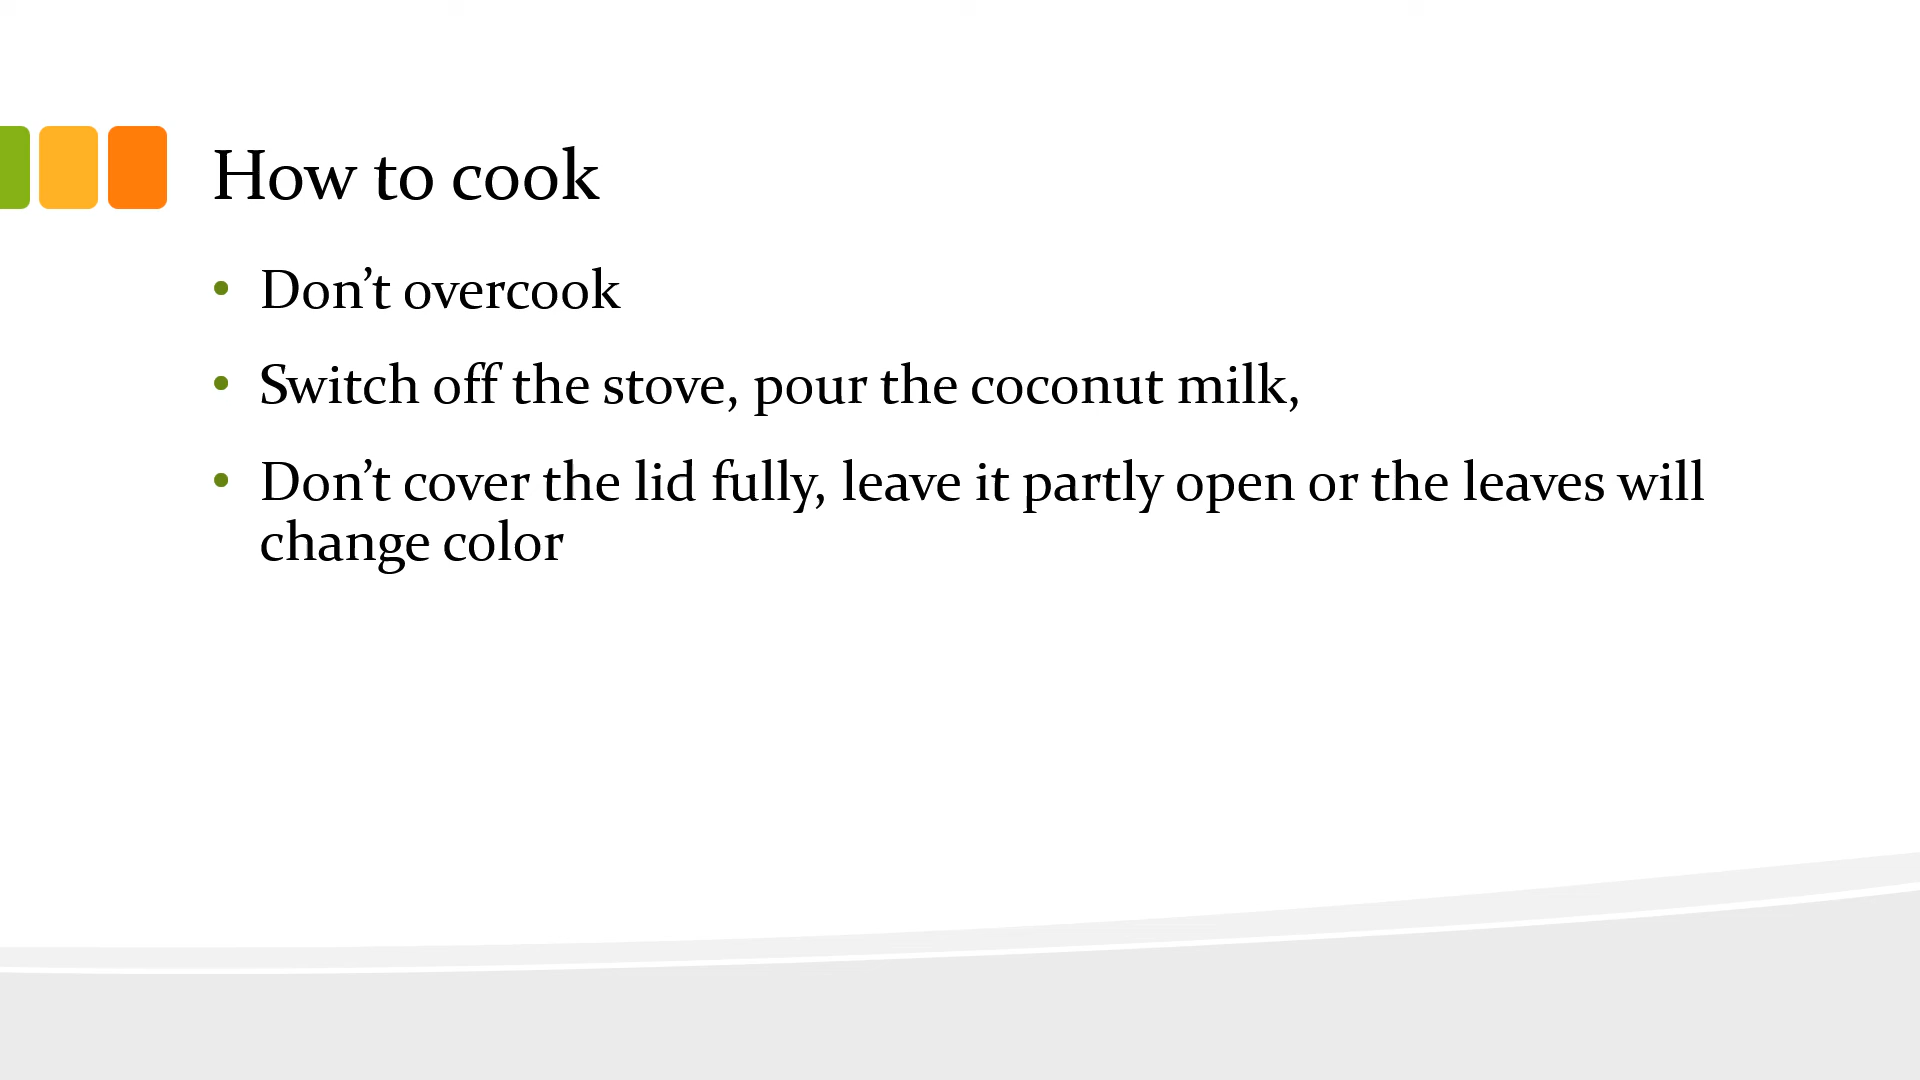 How to cook
• Don’t overcook
• Switch off the stove, pour the coconut milk,
• Don’t cover the lid fully, leave it partly open or the leaves will
change color